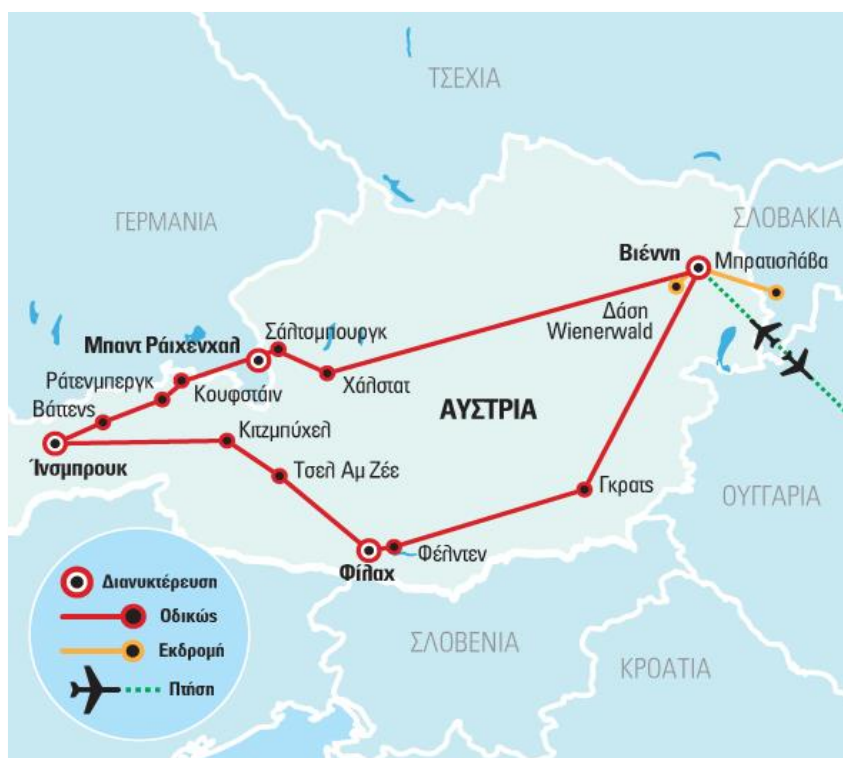 ΤΣΕΧΙΑ
ΓΕΡΜΑΝΙΑ
ΣΛΟΒΑΚΙΑ
Βιέννη
Μπρατισλάβα
Δάση
Wienerwald
Σάλτσμπουργκ
Μπαντ Ράιχενχαλ
Χάλστατ
Ράτενμπεργκ
Κουφστάιν
Βάττενς
ΑΥΣΤΡΙΑ
Κιτζμπύχελ
Ίνσμπρουκ
Τσελ Αμ Ζέε
Γκρατς
ΟΥΓΓΑΡΙΑ
Φέλντεν
Φίλαχ
Διανυκτέρευση
Οδικώς
Εκδρομή
Πτήση
ΣΛΟΒΕΝΙΑ
ΚΡΟΑΤΙΑ